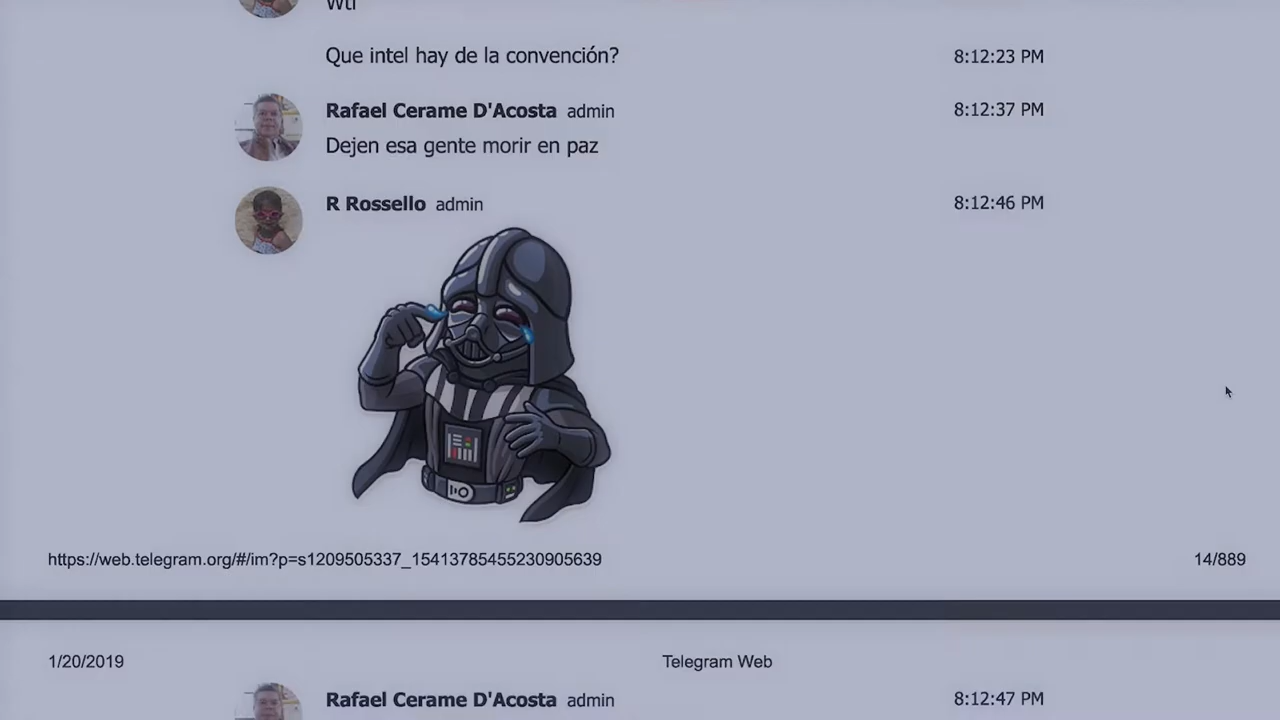 Wtf
Que intel hay de la convención? 8:12:23 PM
Rafael Cerame D'Acosta admin 8:12:37 PM
Dejen esa gente morir en paz
R Rossello admin 8:12:46 PM
https://web.telegram.org/#/im?p=s1209505337_15413785455230905639 14/889
1/20/2019 Telegram Web
Rafael Cerame D'Acosta admin 8:12:47 PM